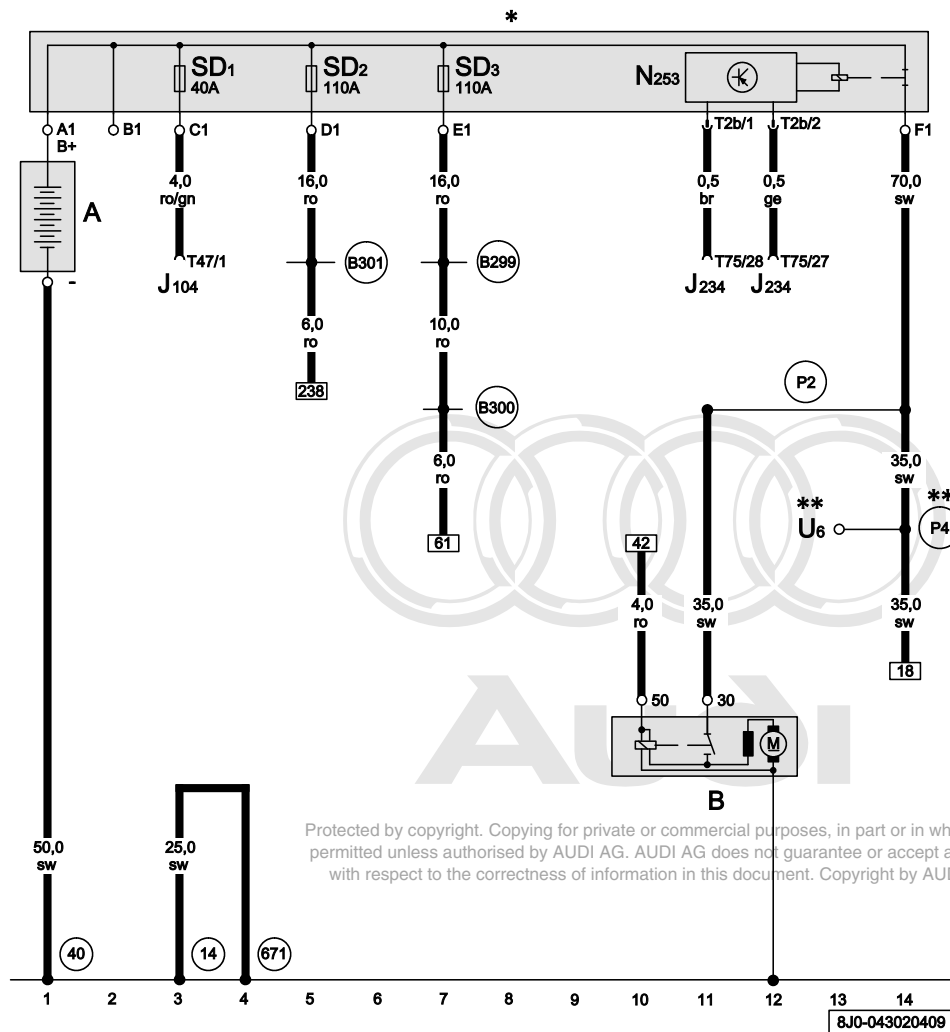 *
SD1
40A
SD2
110A
SD3
110A
N253
A1
B+
B1
C1
D1
E1
T2b/1
T2b/2
F1
A
-
4,0
ro/gn
16,0
ro
16,0
ro
0,5
br
0,5
ge
70,0
sw
T47/1
J104
B301
B299
T75/28
J234
T75/27
J234
6,0
ro
10,0
ro
238
P2
B300
6,0
ro
35,0
sw
**
U6
**
P4
61
42
4,0
ro
35,0
sw
35,0
sw
18
50
30
M
B
Audi
Protected by copyright. Copying for private or commercial purposes, in part or in wh
permitted unless authorised by AUDI AG. AUDI AG does not guarantee or accept a
with respect to the correctness of information in this document. Copyright by AU
50,0
sw
25,0
sw
40
14
671
1 2 3 4 5 6 7 8 9 10 11 12 13 14
8J0-043020409